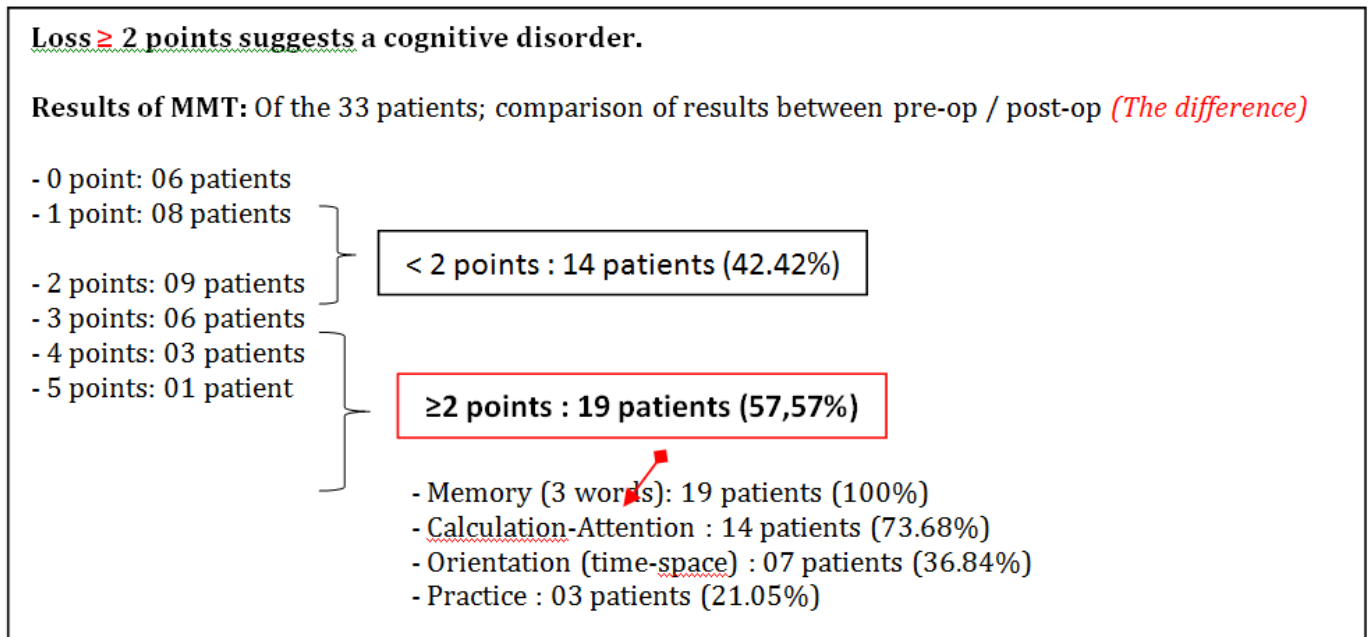 Loss ≥ 2 points suggests a cognitive disorder.
Results of MMT: Of the 33 patients; comparison of results between pre-op / post-op (The difference)
- 0 point: 06 patients
- 1 point: 08 patients
< 2 points : 14 patients (42.42%)
- 2 points: 09 patients
- 3 points: 06 patients
- 4 points: 03 patients
- 5 points: 01 patient
≥2 points : 19 patients (57,57%)
- Memory (3 words): 19 patients (100%)
- Calculation-Attention : 14 patients (73.68%)
- Orientation (time-space) : 07 patients (36.84%)
- Practice : 03 patients (21.05%)